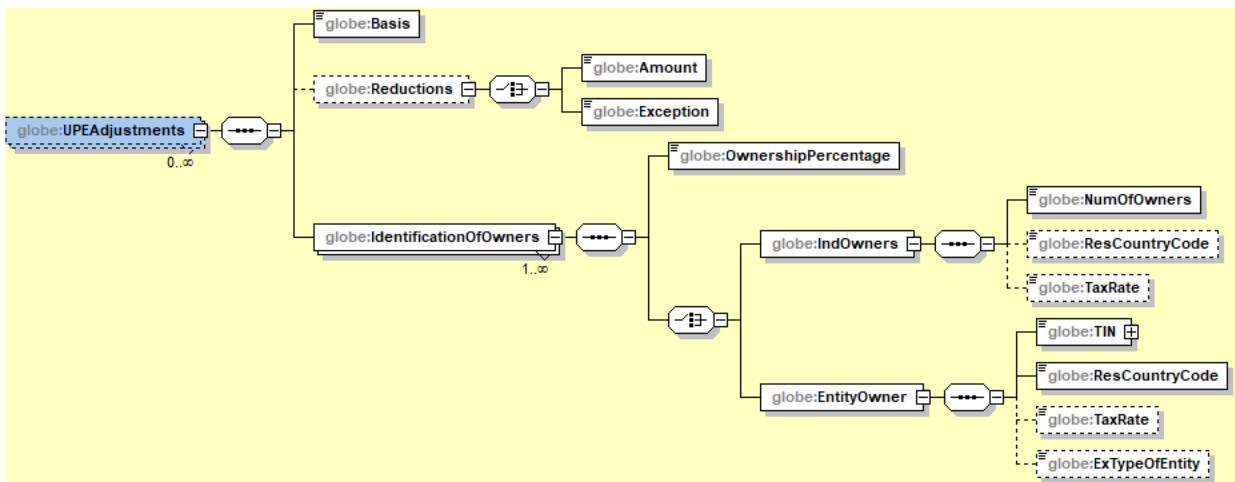 globe:Basis
globe:Reductions
globe:Amount
globe:Exception
globe:UPEAdjustments
0..∞
globe:IdentificationOfOwners
1..∞
globe:OwnershipPercentage
globe:IndOwners
globe:NumOfOwners
globe:ResCountryCode
globe:TaxRate
globe:EntityOwner
globe:TIN
globe:ResCountryCode
globe:TaxRate
globe:ExTypeOfEntity